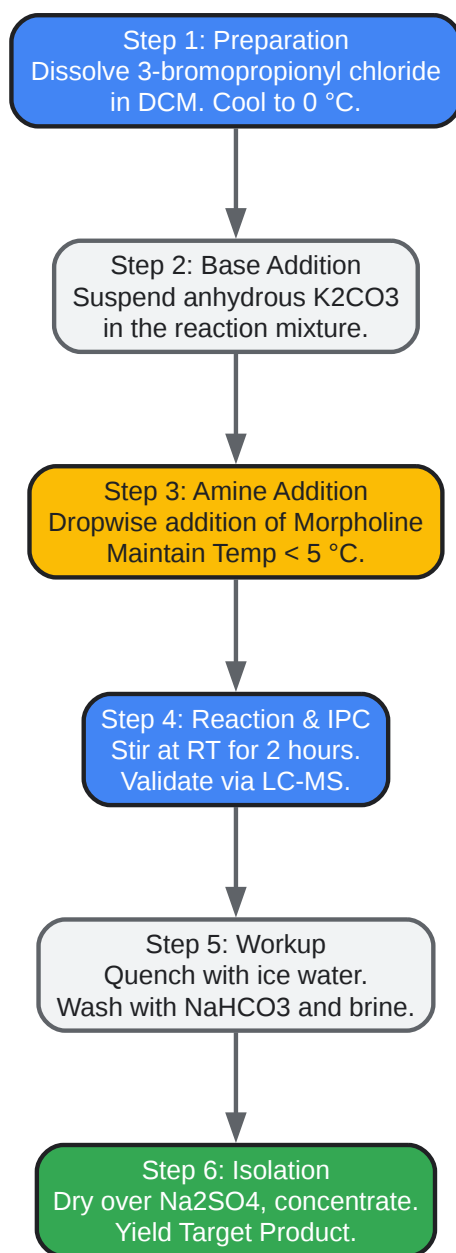 Step 1: Preparation
Dissolve 3-bromopropionyl chloride
in DCM. Cool to 0 °C.
Step 2: Base Addition
Suspend anhydrous K2CO3
in the reaction mixture.
Step 3: Amine Addition
Dropwise addition of Morpholine
Maintain Temp < 5 °C.
Step 4: Reaction & IPC
Stir at RT for 2 hours.
Validate via LC-MS.
Step 5: Workup
Quench with ice water.
Wash with NaHCO3 and brine.
Step 6: Isolation
Dry over Na2SO4, concentrate.
Yield Target Product.